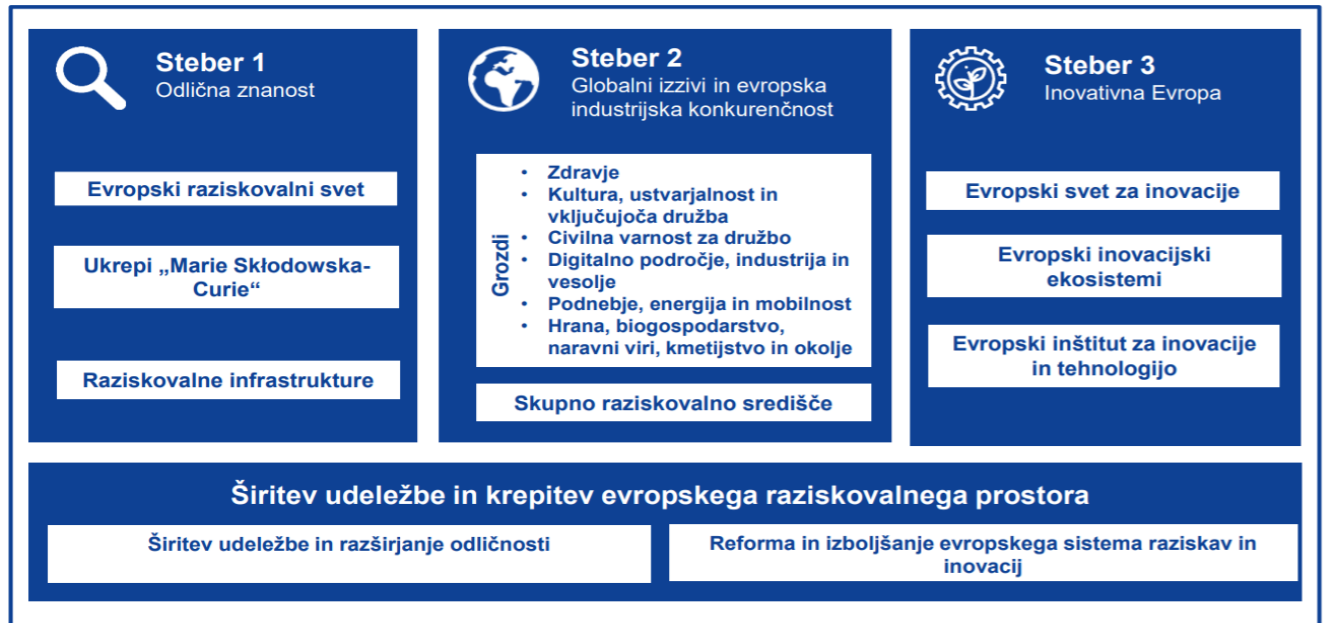 Steber 1
Odlična znanost
Evropski raziskovalni svet
Ukrepi „Marie Skłodowska-
Curie“
Raziskovalne infrastrukture
Steber 2
Globalni izzivi in evropska
industrijska konkurenčnost
Grozdi
• Zdravje
• Kultura, ustvarjalnost in
vključujoča družba
• Civilna varnost za družbo
• Digitalno področje, industrija in
vesolje
• Podnebje, energija in mobilnost
• Hrana, biogospodarstvo,
naravni viri, kmetijstvo in okolje
Skupno raziskovalno središče
Steber 3
Inovativna Evropa
Evropski svet za inovacije
Evropski inovacijski
ekosistemi
Evropski inštitut za inovacije
in tehnologijo
Širitev udeležbe in krepitev evropskega raziskovalnega prostora
Širitev udeležbe in razširjanje odličnosti
Reforma in izboljšanje evropskega sistema raziskav in
inovacij